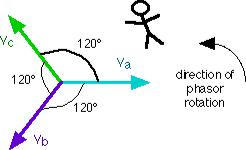 Vc
120°
Va
120°
120°
Vb
direction of
phasor
rotation